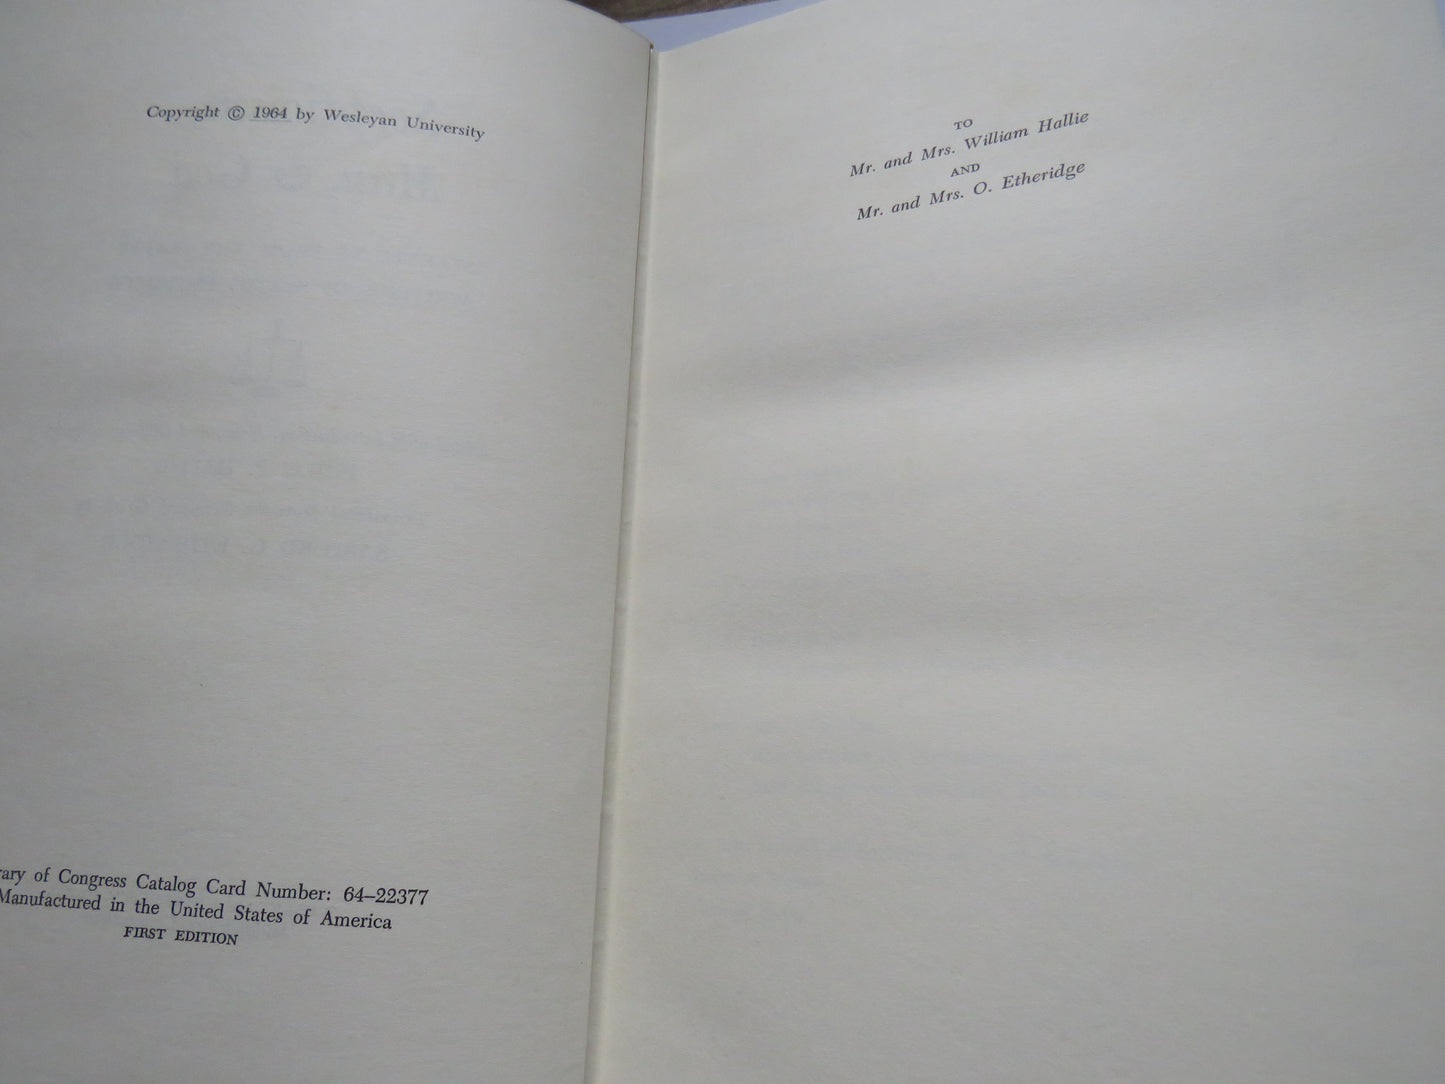 Copyright © 1964 by Wesleyan University
rary of Congress Catalog Card Number: 64–22377
Manufactured in the United States of America
FIRST EDITION
TO
Mr. and Mrs. William Hallie
AND
Mr. and Mrs. O. Etheridge